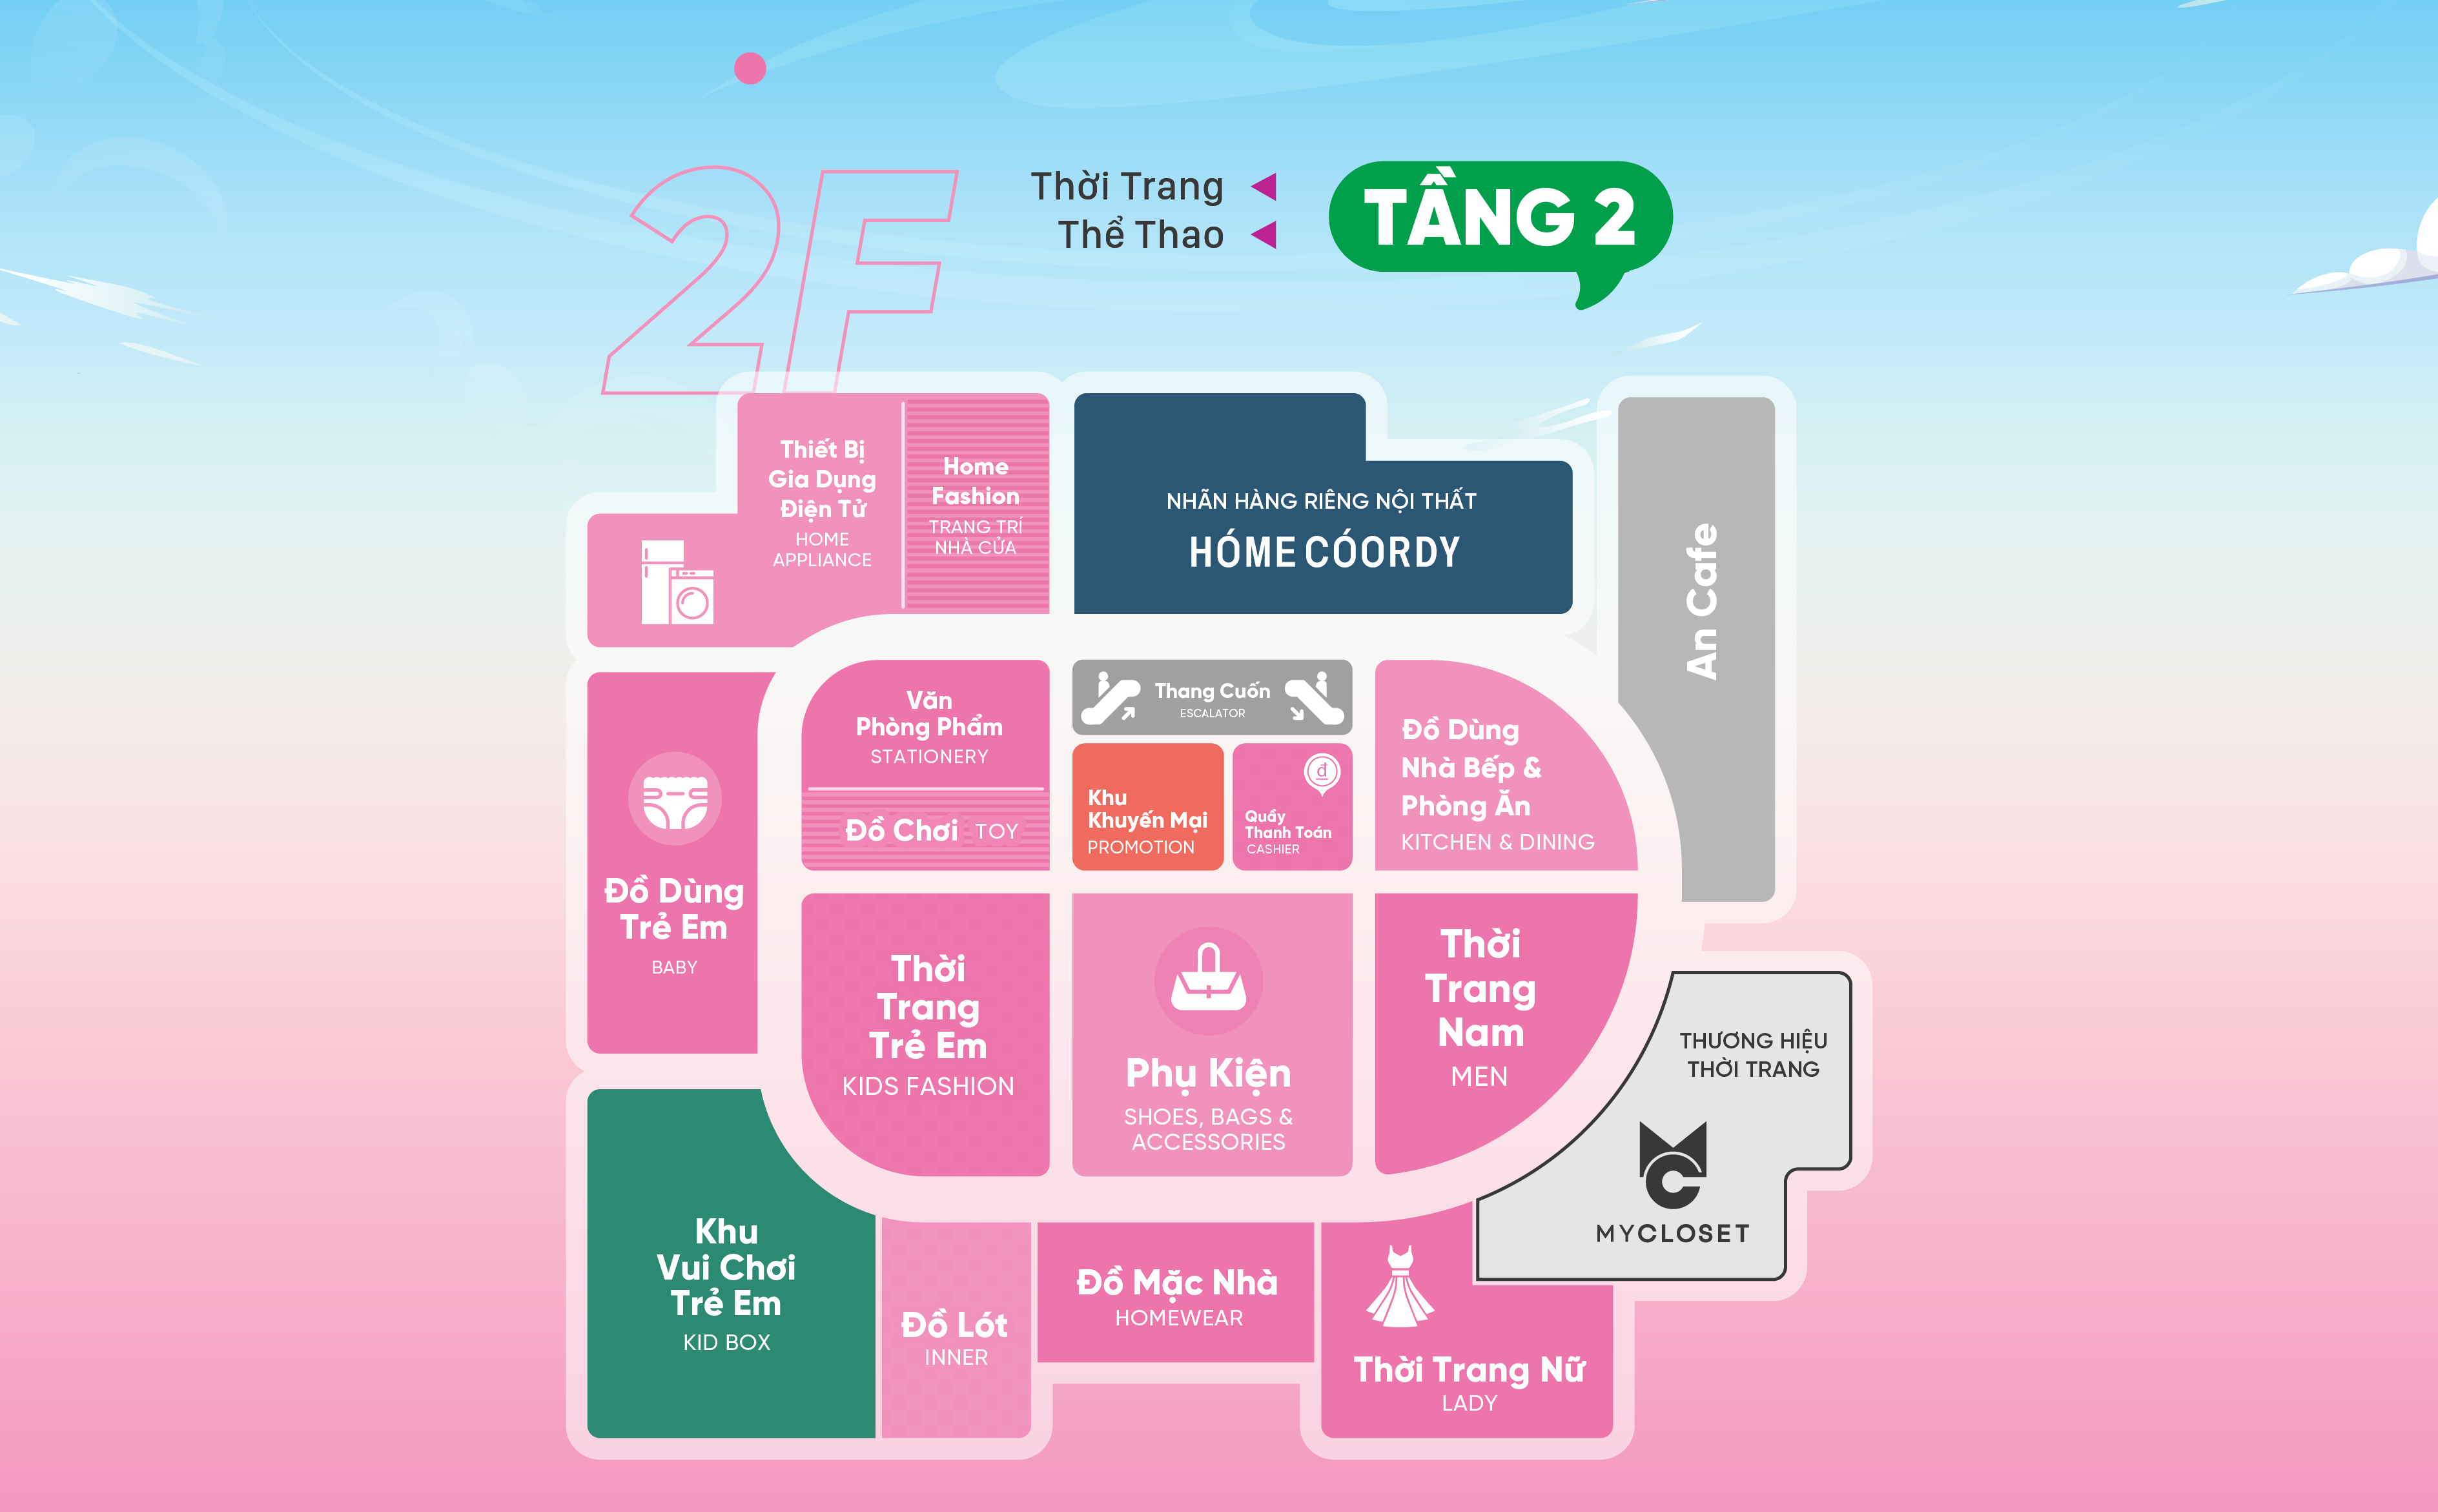 2F
Thời Trang
Thể Thao
TẦNG 2
Thiết Bị
Gia Dụng
Điện Tử
HOME
APPLIANCE
Home
Fashion
TRANG TRÍ
NHÀ CỬA
NHÃN HÀNG RIÊNG NỘI THẤT
HÓME CÓORDY
An Cafe
Văn
Phòng Phẩm
STATIONERY
Đồ Chơi TOY
Thang Cuốn
ESCALATOR
Khu
Khuyến Mại
PROMOTION
đ
Quầy
Thanh Toán
CASHIER
Đồ Dùng
Nhà Bếp &
Phòng Ăn
KITCHEN & DINING
Đồ Dùng
Trẻ Em
BABY
Thời
Trang
Trẻ Em
KIDS FASHION
Phụ Kiện
SHOES, BAGS &
ACCESSORIES
Thời
Trang
Nam
MEN
THƯƠNG HIỆU
THỜI TRANG
MC
MYCLOSET
Khu
Vui Chơi
Trẻ Em
KID BOX
Đồ Lót
INNER
Đồ Mặc Nhà
HOMEWEAR
Thời Trang Nữ
LADY